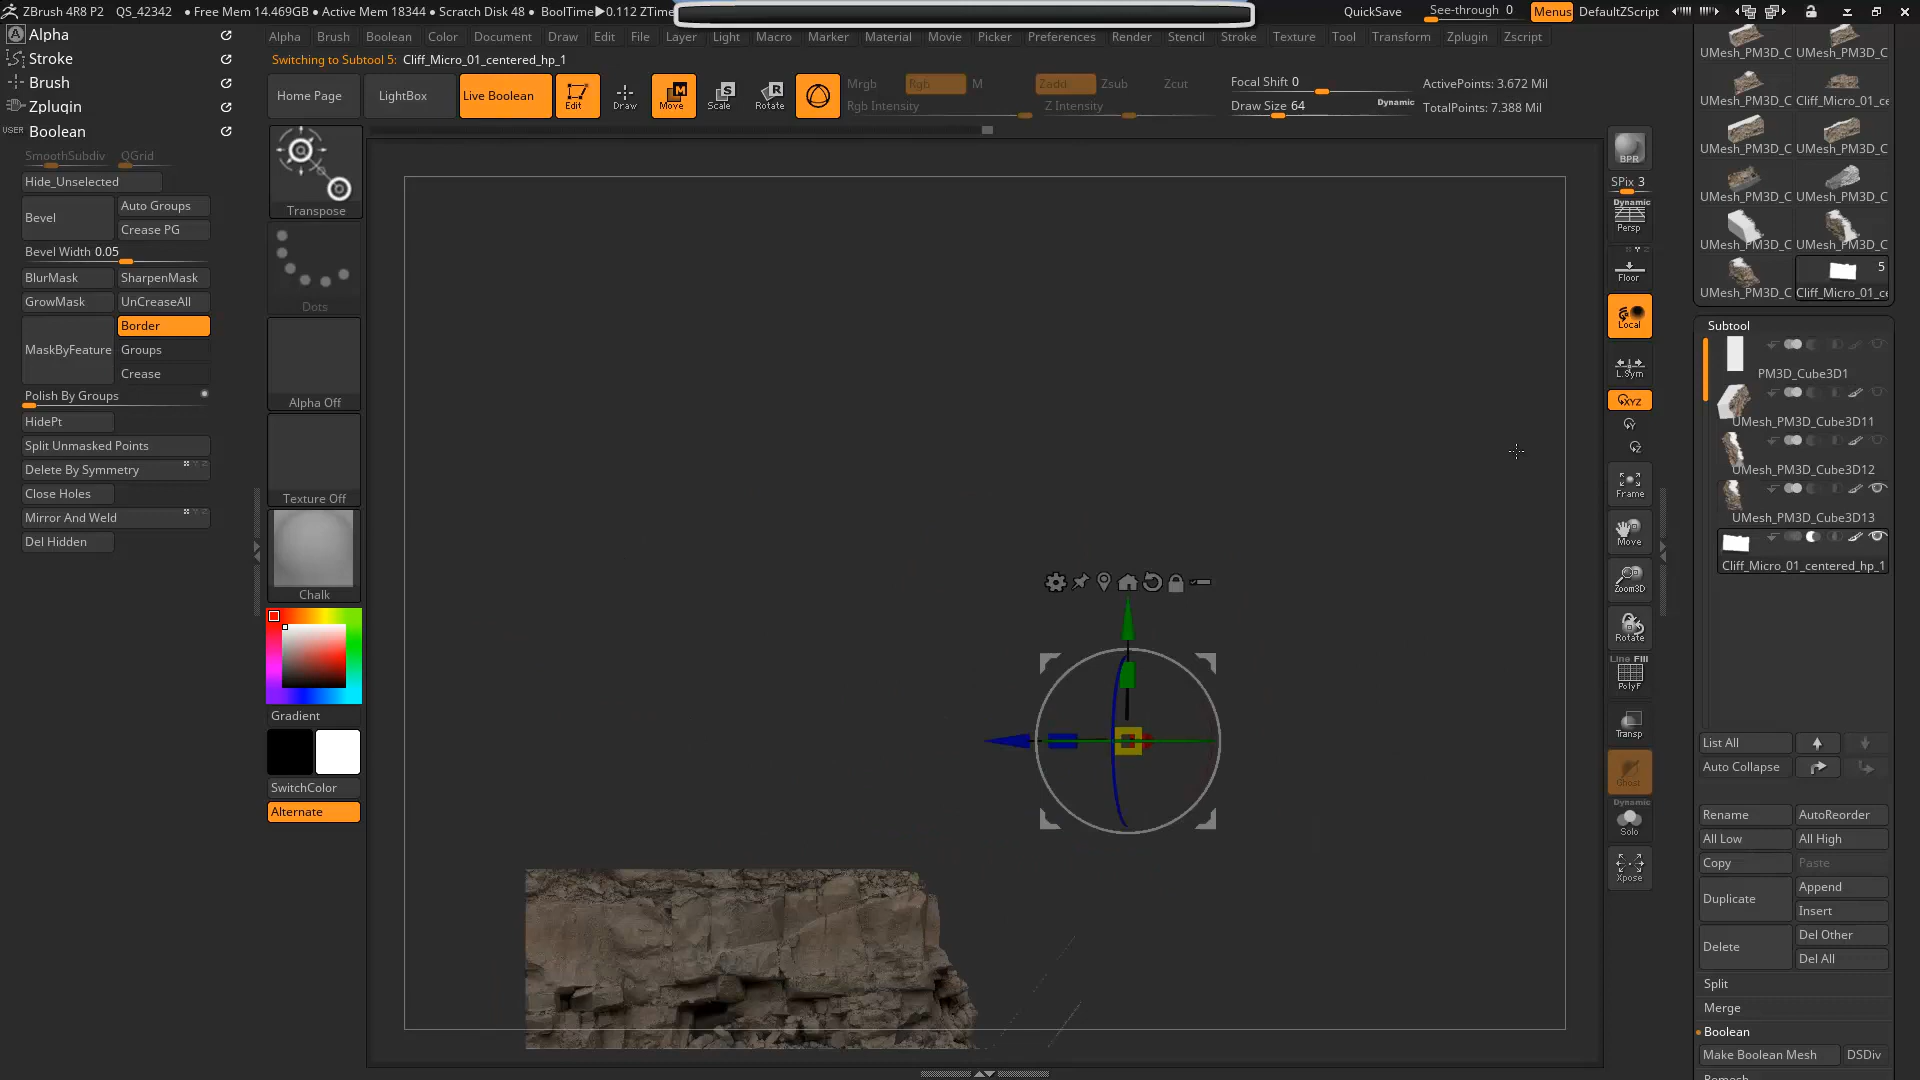 ZBrush 4R8 P2 QS_42342 • Free Mem 14.469GB • Active Mem 18344 • Scratch Disk 48 • BoolTime▶0.112 ZTime QuickSave See-through 0 Menus DefaultZScript
Alpha
Stroke
Brush
Zplugin
USER Boolean
SmoothSubdiv QGrid
Hide_Unselected
Bevel Auto Groups
Crease PG
Bevel Width 0.05
BlurMask SharpenMask
GrowMask UnCreaseAll
MaskByFeature Border
Groups
Crease
Polish By Groups
HidePt
Split Unmasked Points
Delete By Symmetry
Close Holes
Mirror And Weld
Del Hidden
Alpha Brush Boolean Color Document Draw Edit File Layer Light Macro Marker Material Movie Picker Preferences Render Stencil Stroke Texture Tool Transform Zplugin Zscript
Switching to Subtool 5: Cliff_Micro_01_centered_hp_1
Home Page LightBox Live Boolean Edit Draw Move Scale Rotate
Mrgb Rgb M Zadd Zsub Zcut
Rgb Intensity Z Intensity
Focal Shift 0
Draw Size 64 Dynamic
ActivePoints: 3.672 Mil
TotalPoints: 7.388 Mil
Transpose
Dots
Alpha Off
Texture Off
Chalk
Gradient
SwitchColor
Alternate
BPR
SPix 3
Dynamic
Persp
Floor
Local
L.Sym
XYZ
Frame
Move
Zoom3D
Rotate
Line Fill
PolyF
Transp
Ghost
Dynamic
Solo
Xpose
UMesh_PM3D_C UMesh_PM3D_C
UMesh_PM3D_C Cliff_Micro_01_ce
UMesh_PM3D_C UMesh_PM3D_C
UMesh_PM3D_C UMesh_PM3D_C
UMesh_PM3D_C UMesh_PM3D_C
5
UMesh_PM3D_C Cliff_Micro_01_ce
Subtool
PM3D_Cube3D1
UMesh_PM3D_Cube3D11
UMesh_PM3D_Cube3D12
UMesh_PM3D_Cube3D13
Cliff_Micro_01_centered_hp_1
List All
Auto Collapse
Rename AutoReorder
All Low All High
Copy Paste
Duplicate Append
Insert
Delete Del Other
Del All
Split
Merge
Boolean
Make Boolean Mesh DSDiv